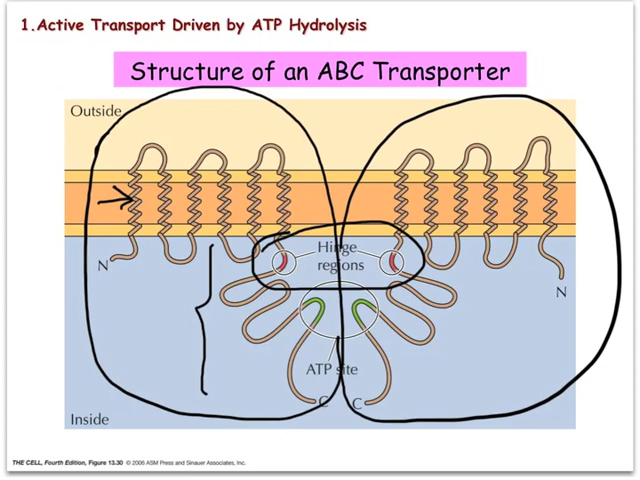 1.Active Transport Driven by ATP Hydrolysis
Structure of an ABC Transporter
Outside
Hinge
regions
N
N
ATP site
C
C
Inside
THE CELL, Fourth Edition, Figure 13.30 © 2006 ASM Press and Sinauer Associates, Inc.